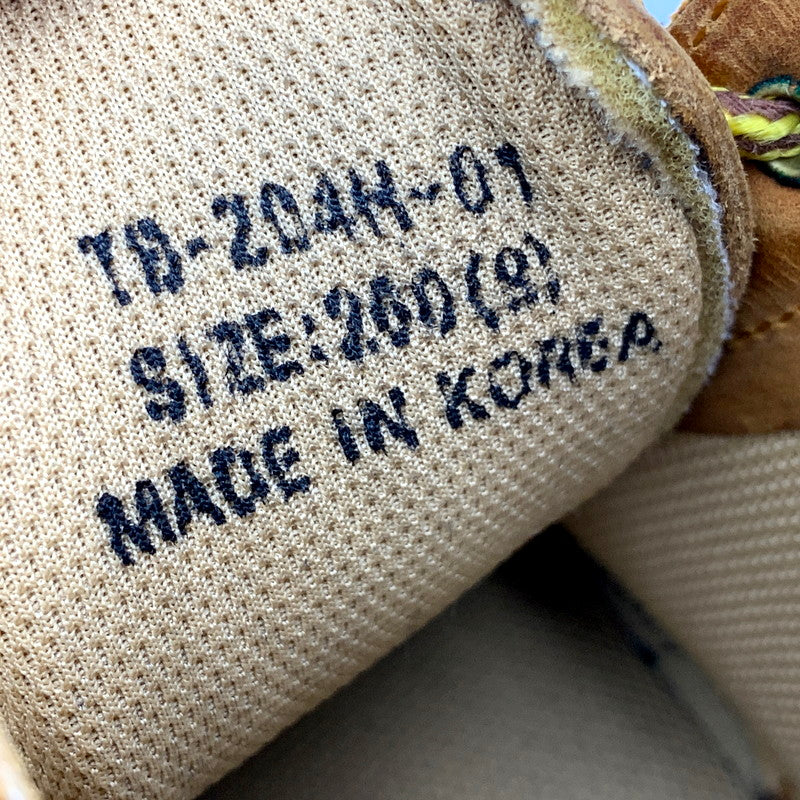 TB-204H-01
SIZE:260(8)
MADE IN KOREA